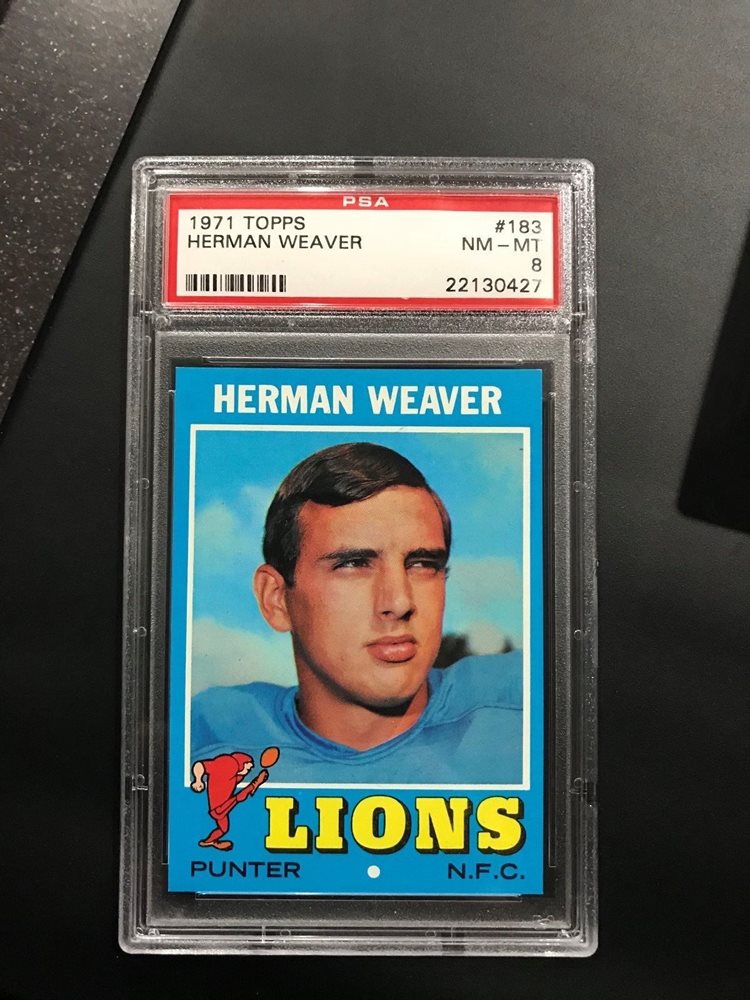 PSA
1971 TOPPS #183
HERMAN WEAVER NM-MT
8
22130427
HERMAN WEAVER
LIONS
PUNTER N.F.C.